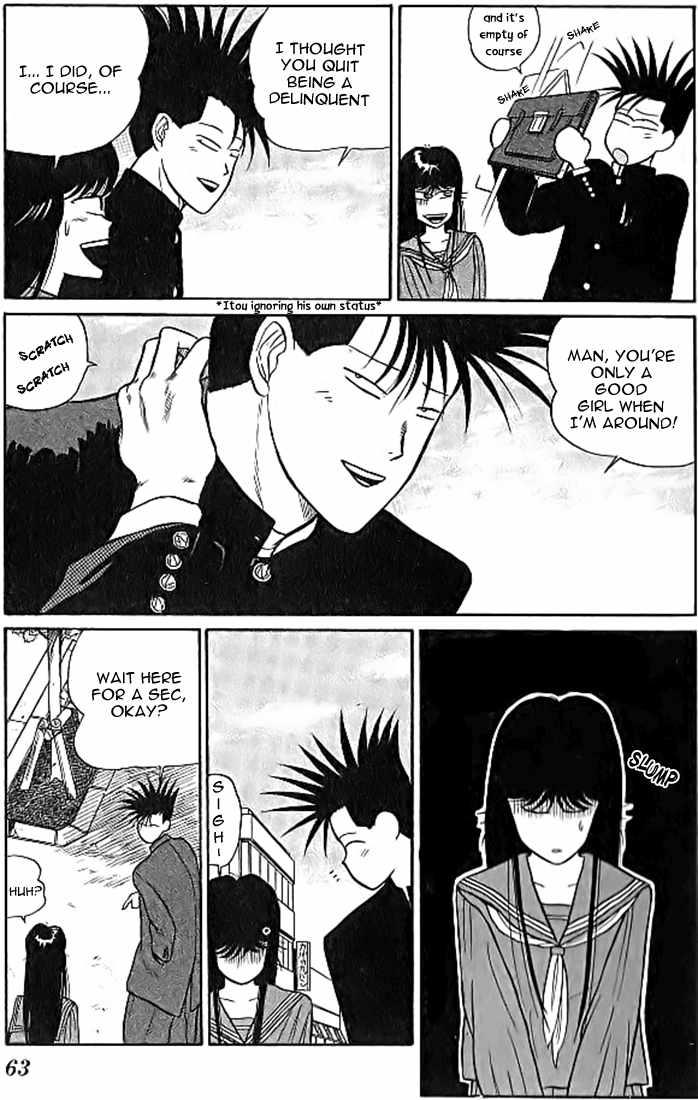 and it's
empty of
course
SHAKE
SHAKE
I THOUGHT
YOU QUIT
BEING A
DELINQUENT
I... I DID, OF
COURSE...
*Itou ignoring his own status*
MAN, YOU'RE
ONLY A
GOOD
GIRL WHEN
I'M AROUND!
SCRATCH
SCRATCH
SLUMP
SIGH~
WAIT HERE
FOR A SEC,
OKAY?
HUH?
63